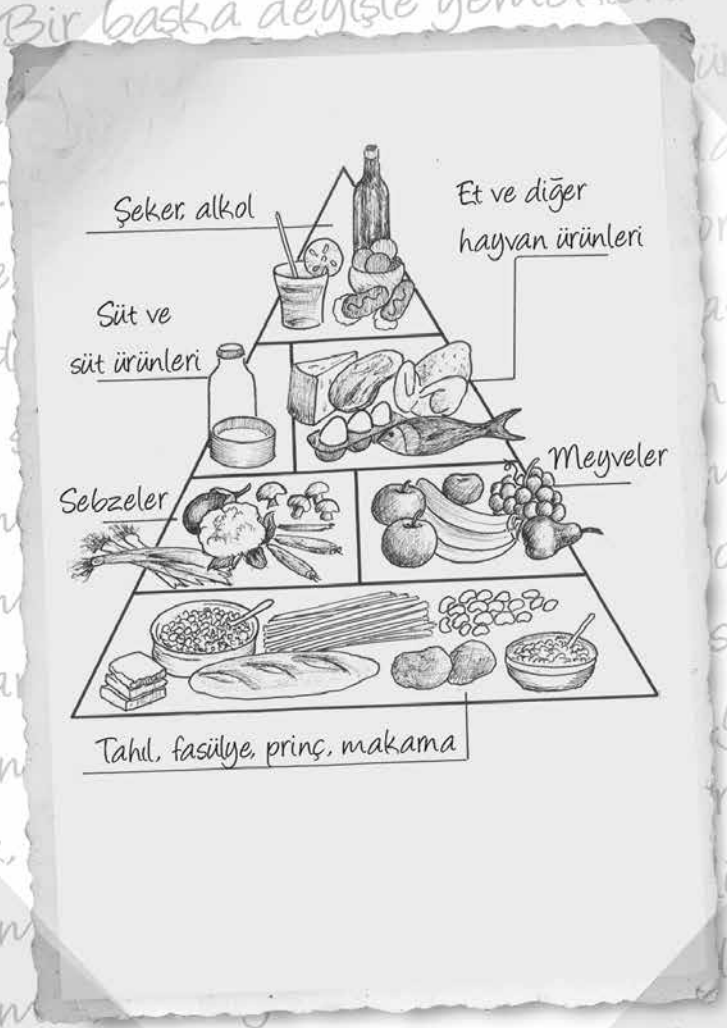 Bir başka değişle
Şeker, alkol
Et ve diğer
hayvan ürünleri
Süt ve
süt ürünleri
Meyveler
Sebzeler
Tahıl, fasülye, prinç, makarna